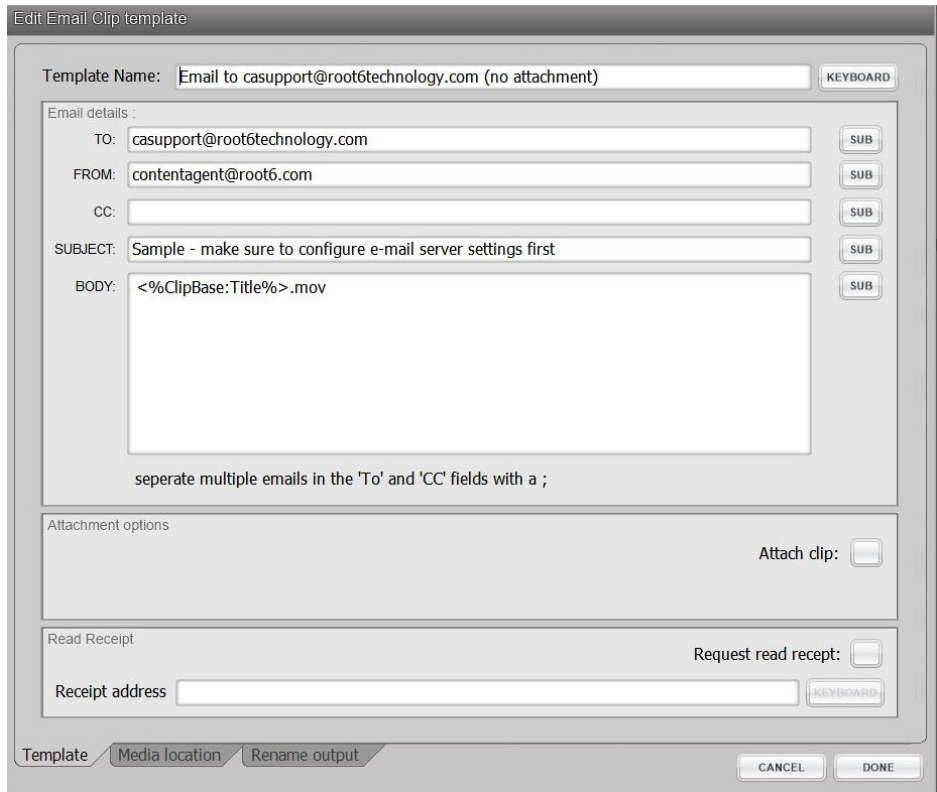 Edit Email Clip template
Template Name: Email to casupport@root6technology.com (no attachment) KEYBOARD
Email details :
TO: casupport@root6technology.com SUB
FROM: contentagent@root6.com SUB
CC: SUB
SUBJECT: Sample - make sure to configure e-mail server settings first SUB
BODY: <%ClipBase:Title%>.mov SUB
seperate multiple emails in the 'To' and 'CC' fields with a ;
Attachment options
Attach clip:
Read Receipt
Request read recept:
Receipt address KEYBOARD
Template Media location Rename output
CANCEL DONE